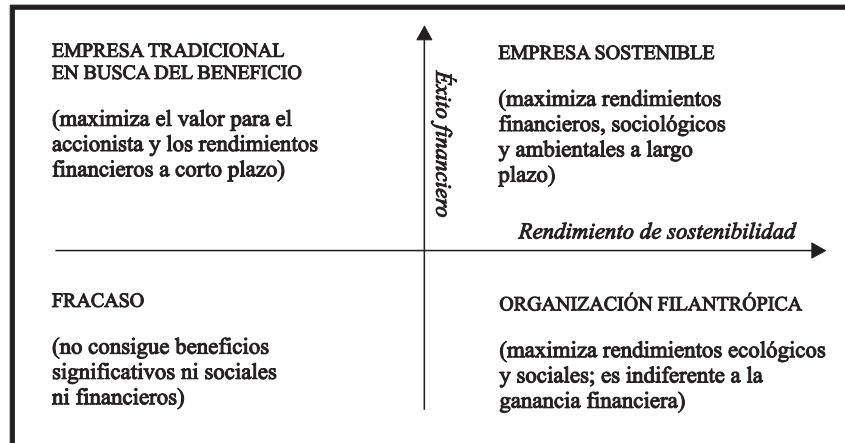 EMPRESA TRADICIONAL
EN BUSCA DEL BENEFICIO
(maximiza el valor para el
accionista y los rendimientos
financieros a corto plazo)
Éxito financiero
EMPRESA SOSTENIBLE
(maximiza rendimientos
financieros, sociológicos
y ambientales a largo
plazo)
Rendimiento de sostenibilidad
FRACASO
(no consigue beneficios
significativos ni sociales
ni financieros)
ORGANIZACIÓN FILANTRÓPICA
(maximiza rendimientos ecológicos
y sociales; es indiferente a la
ganancia financiera)